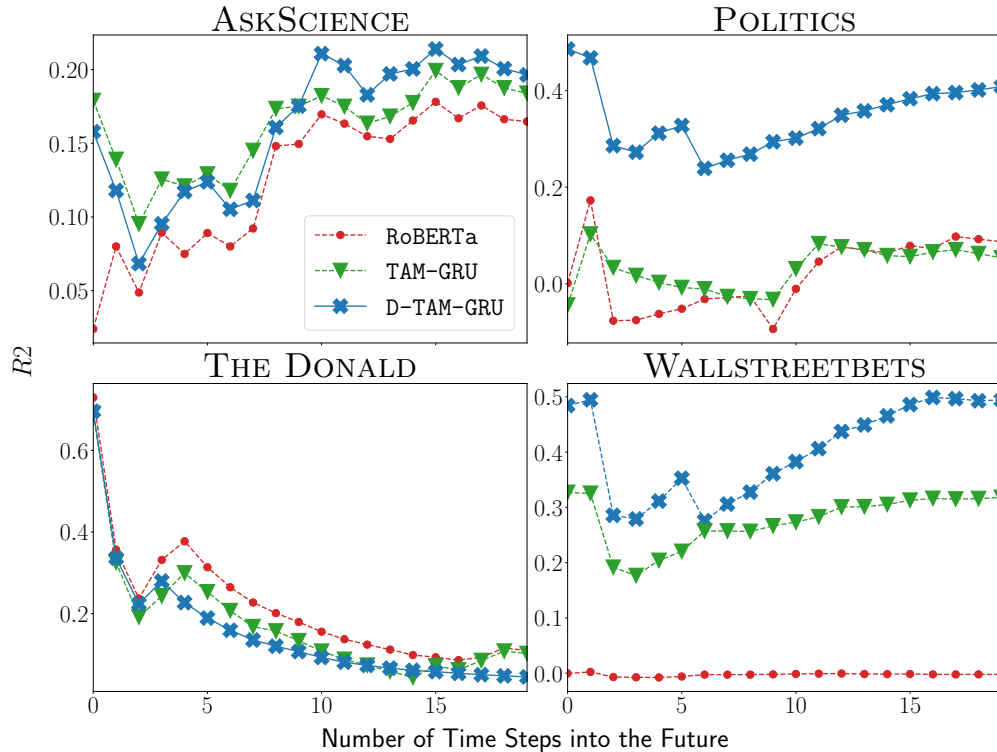 ASKSCIENCE
POLITICS
0.20
0.15
0.10
0.05
0.4
0.2
0.0
RoBERTa
TAM-GRU
D-TAM-GRU
R2
THE DONALD
WALLSTREETBETS
0.6
0.4
0.2
0.5
0.4
0.3
0.2
0.1
0.0
0 5 10 15
0 5 10 15
Number of Time Steps into the Future